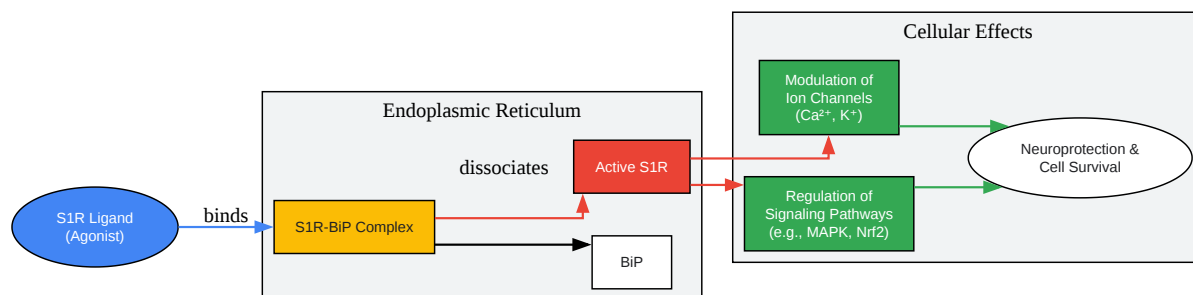 Cellular Effects
Modulation of
Ion Channels
(Ca²⁺, K⁺)
Endoplasmic Reticulum
dissociates
Active S1R
Neuroprotection &
Cell Survival
S1R Ligand
(Agonist)
binds
S1R-BiP Complex
Regulation of
Signaling Pathways
(e.g., MAPK, Nrf2)
BiP